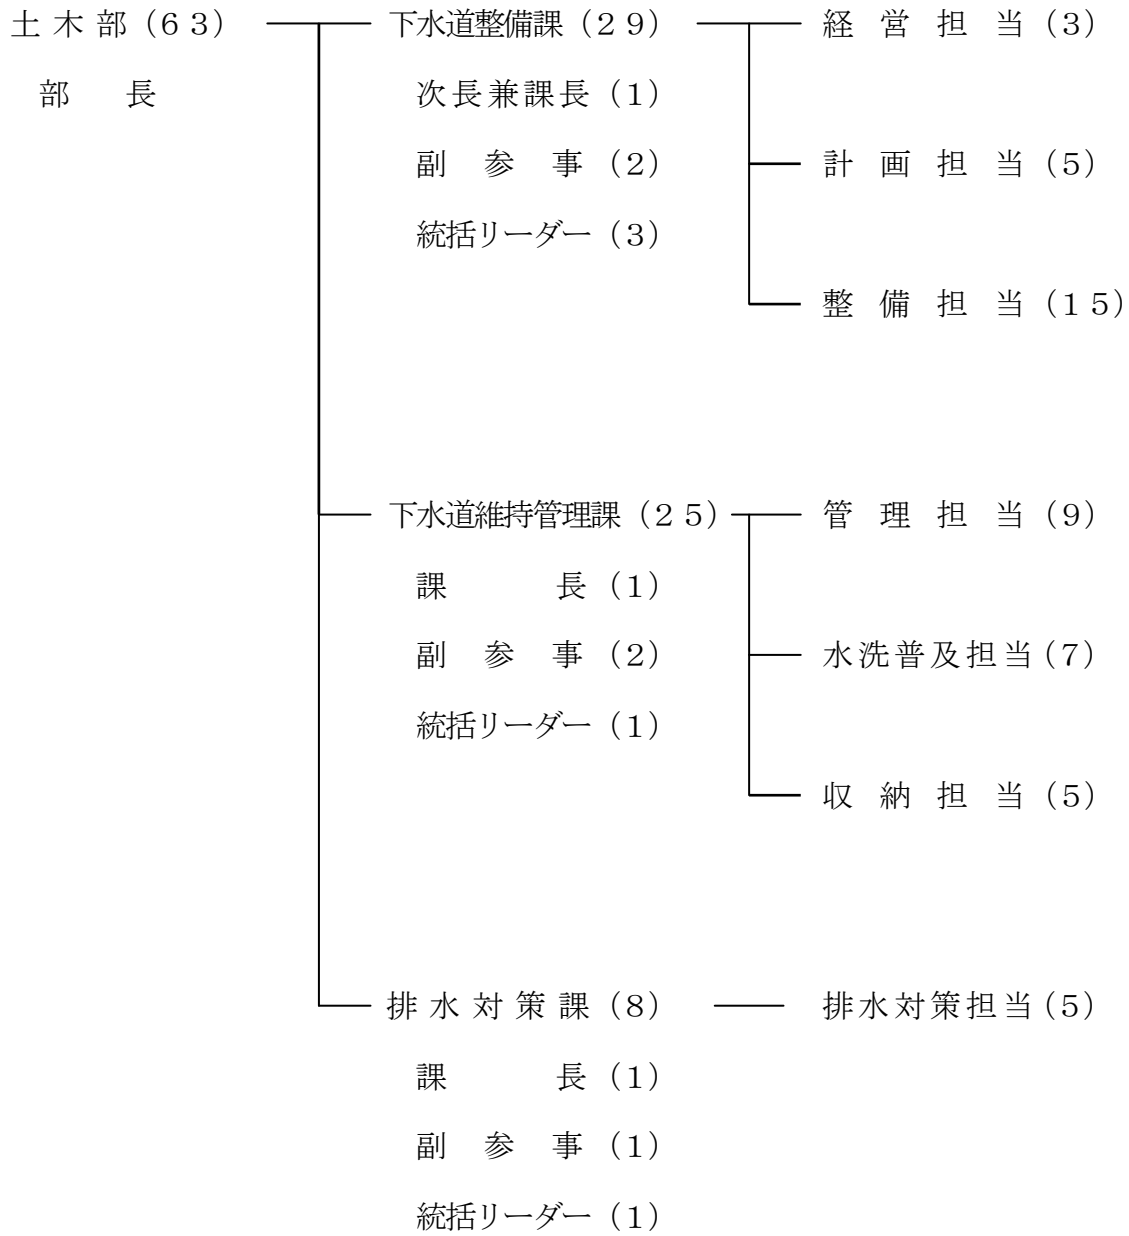 土木部（６３）　下水道整備課（２９）　経営担当（３）
部　長　次長兼課長（１）
副参事（２）　計画担当（５）
統括リーダー（３）
整備担当（１５）
下水道維持管理課（２５）　管理担当（９）
課　長（１）
副参事（２）　水洗普及担当（７）
統括リーダー（１）
収納担当（５）
排水対策課（８）　排水対策担当（５）
課　長（１）
副参事（１）
統括リーダー（１）